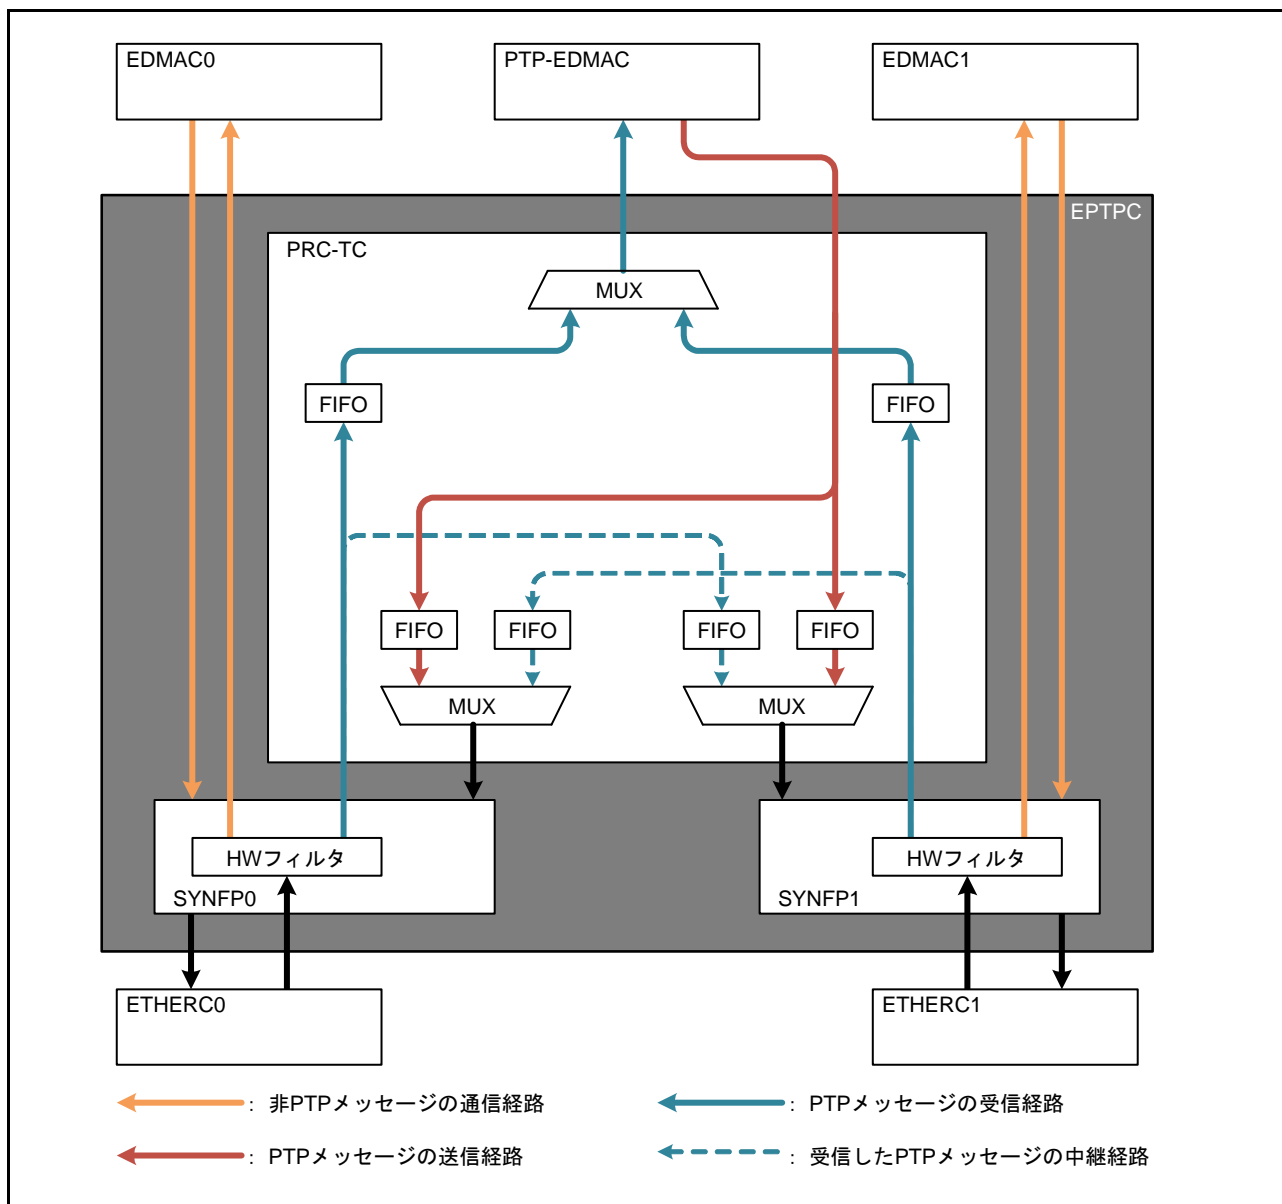 EDMAC0
PTP-EDMAC
EDMAC1
EPTPC
PRC-TC
MUX
FIFO
FIFO
FIFO
FIFO
FIFO
FIFO
MUX
MUX
HWフィルタ
HWフィルタ
SYNFP0
SYNFP1
ETHERC0
ETHERC1
: 非PTPメッセージの通信経路
: PTPメッセージの受信経路
: PTPメッセージの送信経路
: 受信したPTPメッセージの中継経路